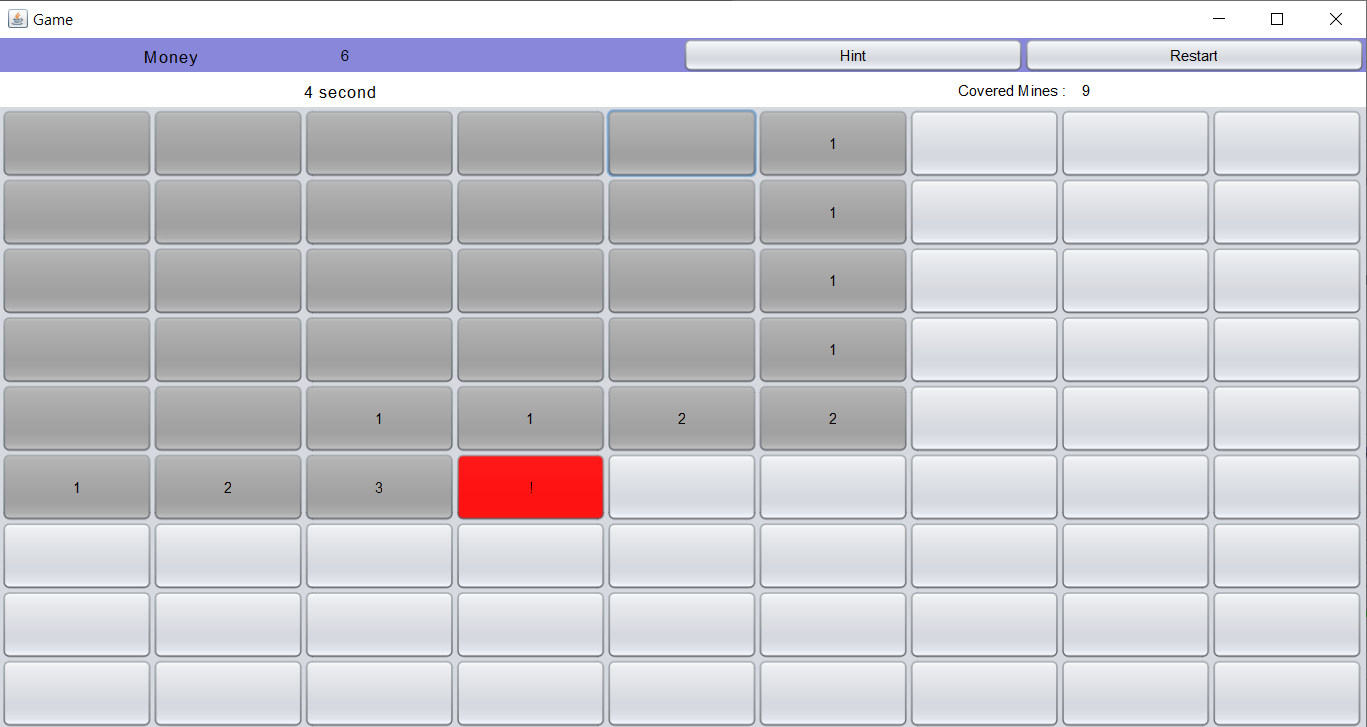 Game
Money 6 Hint Restart
4 second Covered Mines : 9
1
1
1
1
1 1 2 2
1 2 3 !